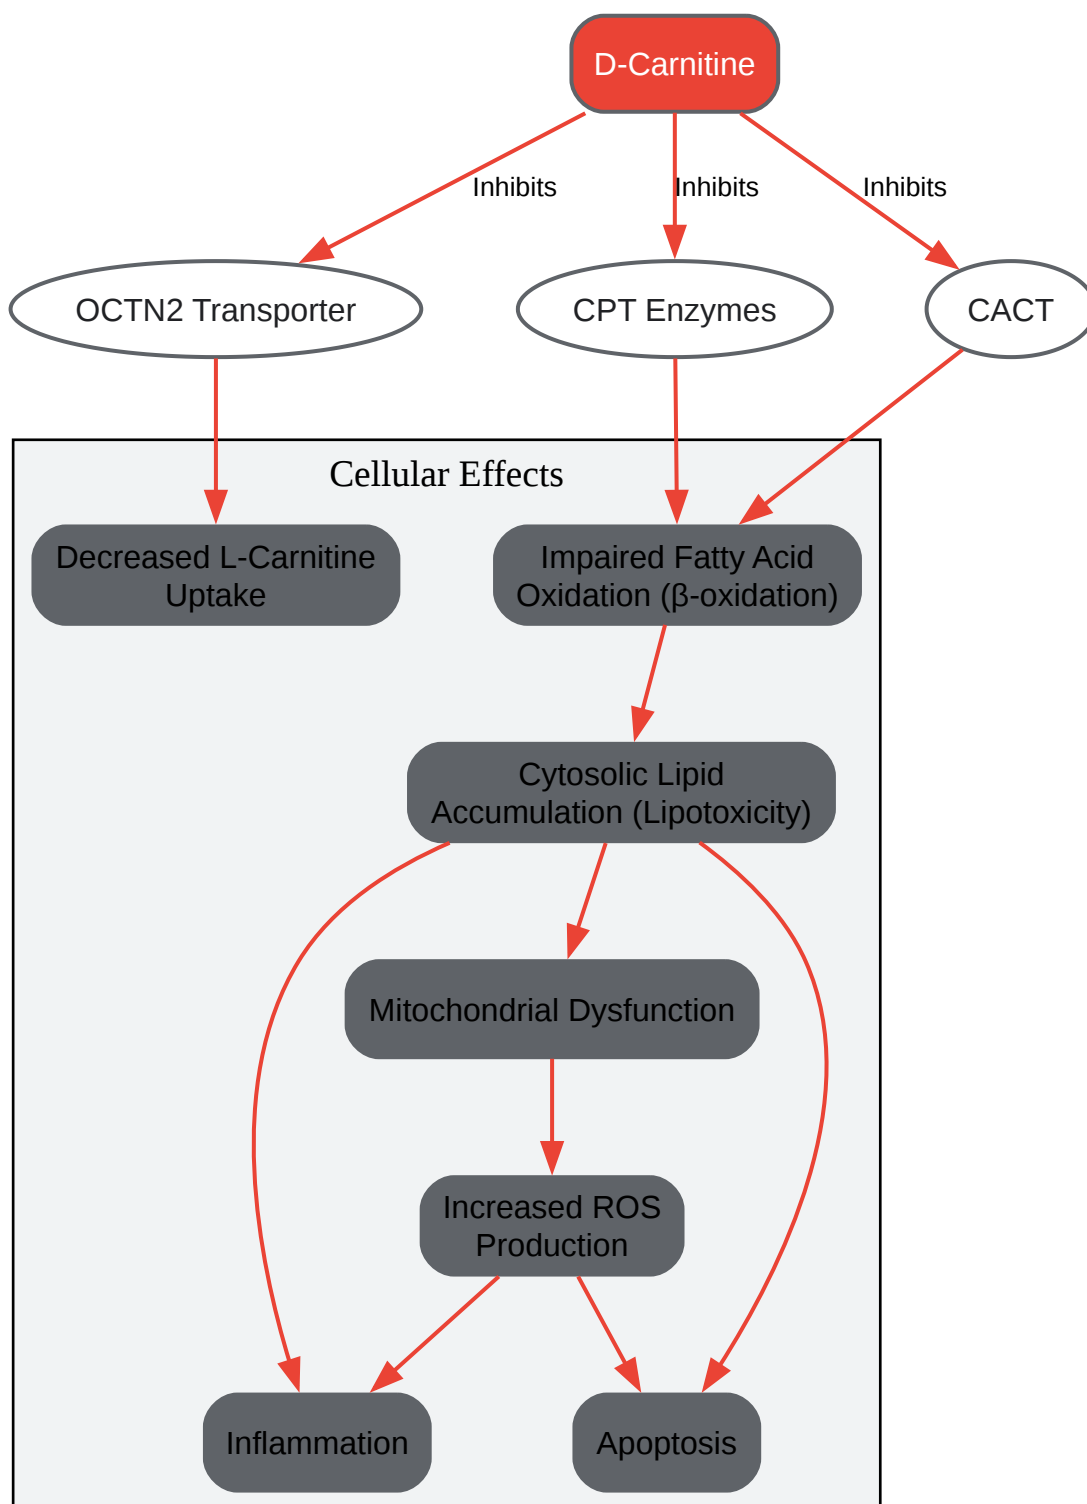 D-Carnitine
Inhibits
Inhibits
Inhibits
OCTN2 Transporter
CPT Enzymes
CACT
Cellular Effects
Decreased L-Carnitine
Uptake
Impaired Fatty Acid
Oxidation (β-oxidation)
Cytosolic Lipid
Accumulation (Lipotoxicity)
Mitochondrial Dysfunction
Increased ROS
Production
Inflammation
Apoptosis